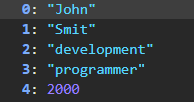 0: "John"
1: "Smit"
2: "development"
3: "programmer"
4: 2000